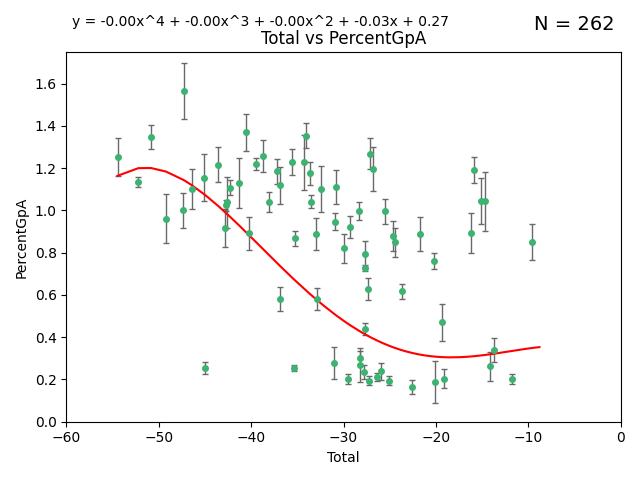 y = -0.00x^4 + -0.00x^3 + -0.00x^2 + -0.03x + 0.27
N = 262
Total vs PercentGpA
PercentGpA
1.6
1.4
1.2
1.0
0.8
0.6
0.4
0.2
0.0
−60 −50 −40 −30 −20 −10 0
Total